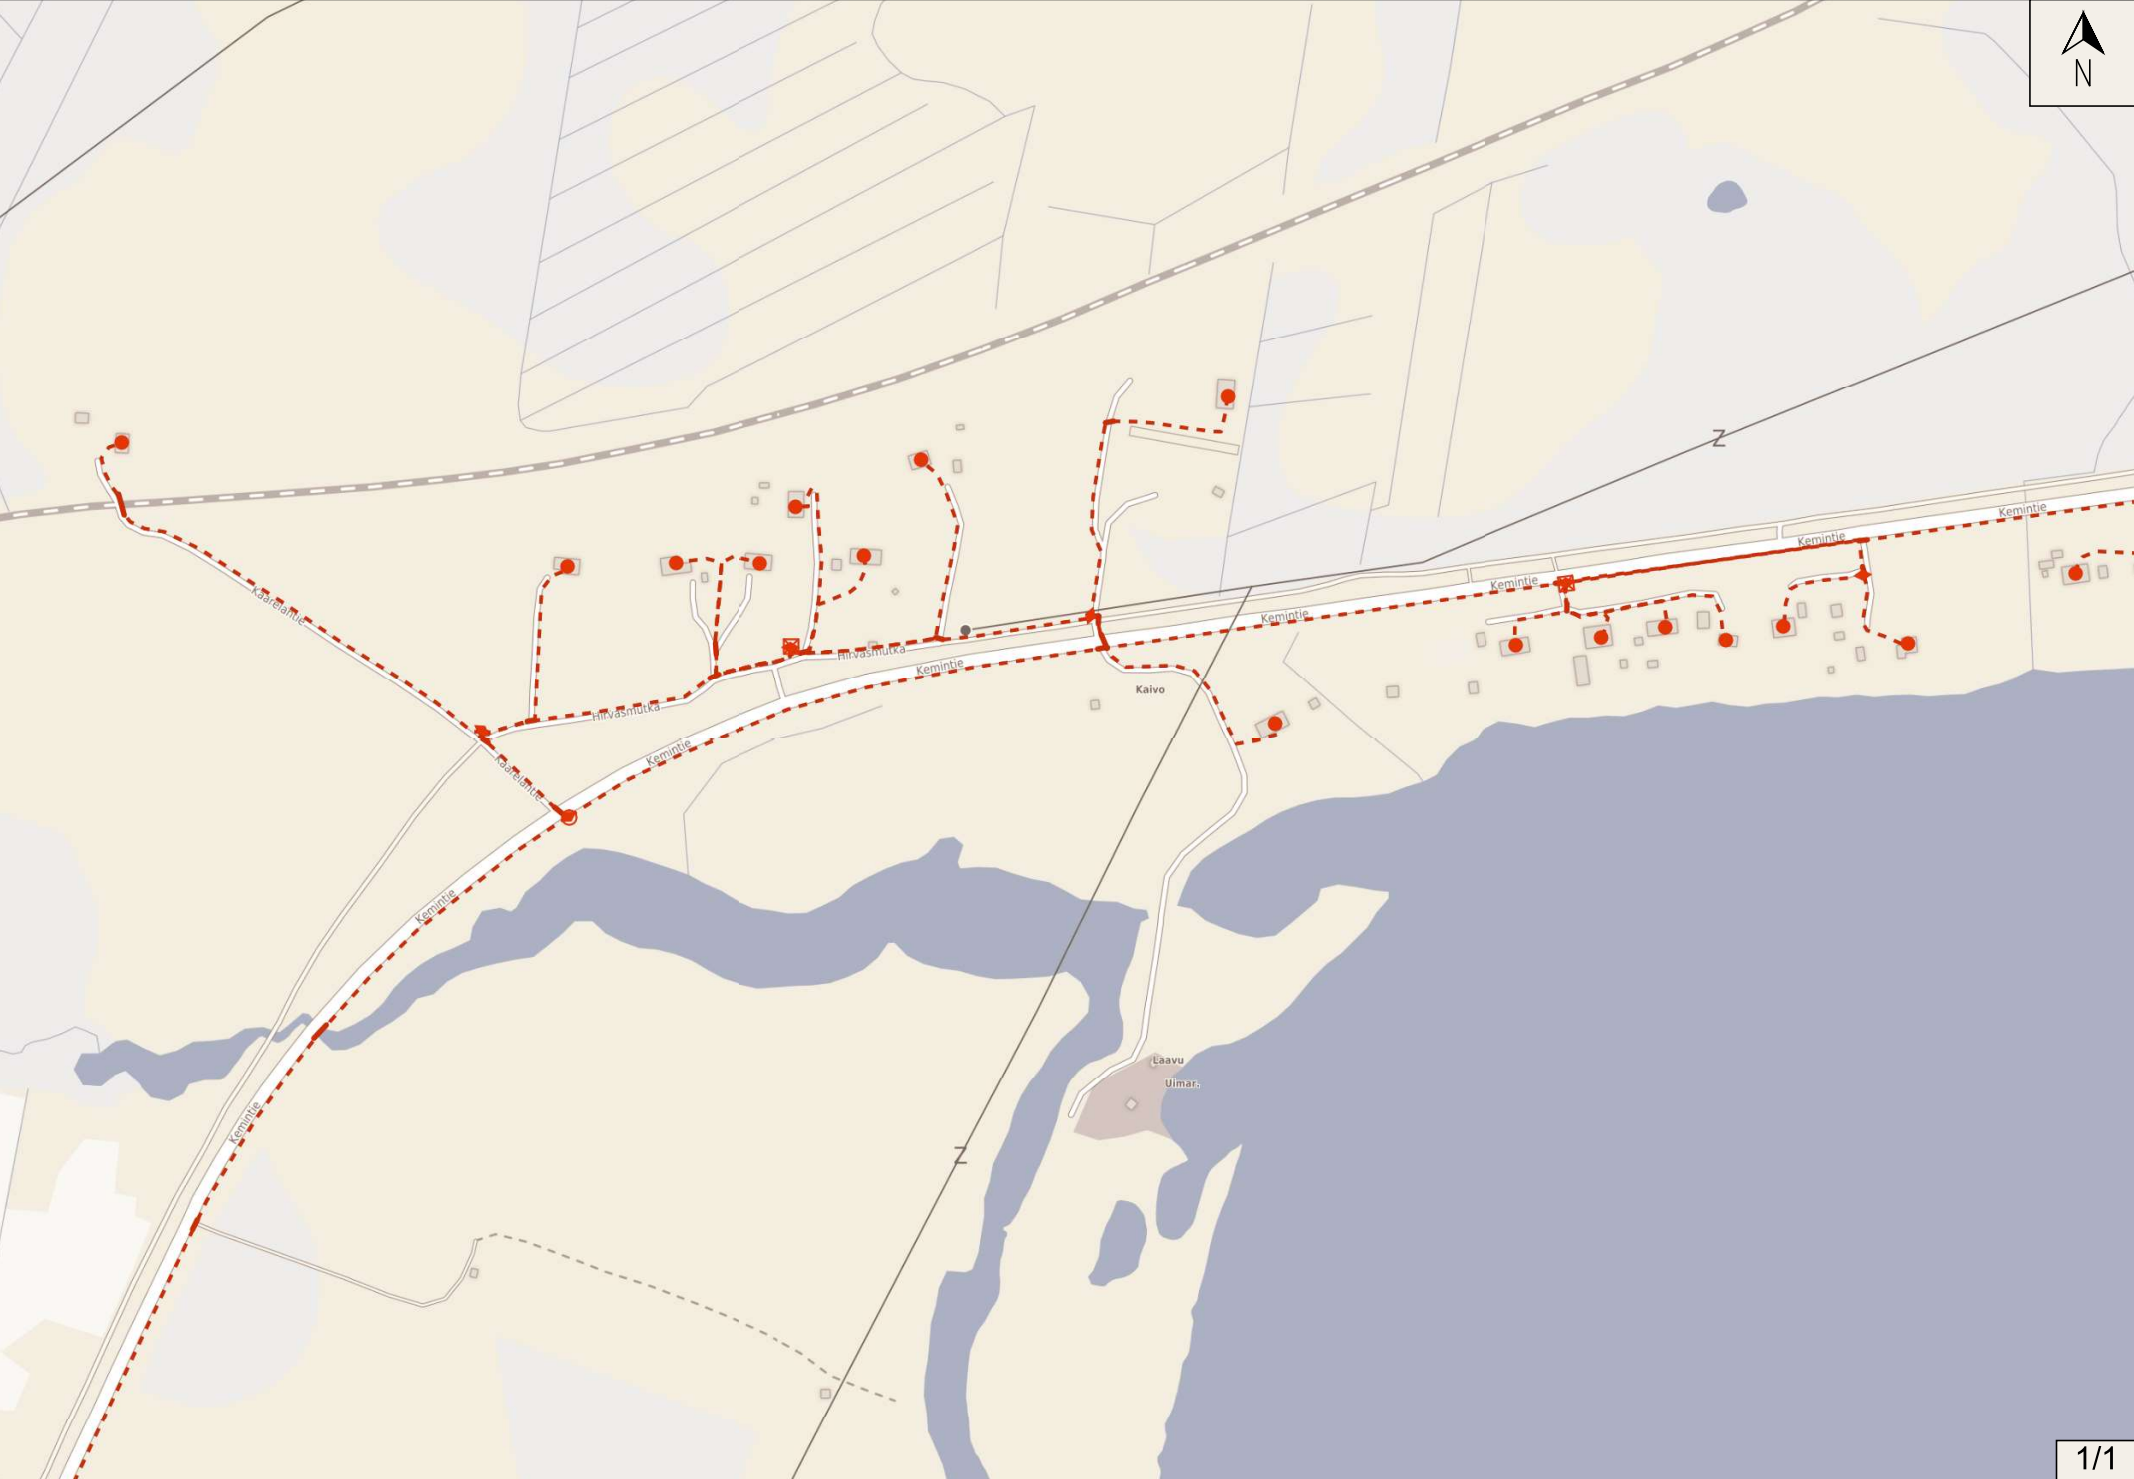 N
Z
Kemintie
Kemintie
Kemintie
Kaarelantie
Kemintie
Hirvasmutka
Kemintie
Kaivo
Hirvasmutka
Kemintie
Kaarelantie
Kemintie
Laavu
Uimar.
Kemintie
Z
1/1